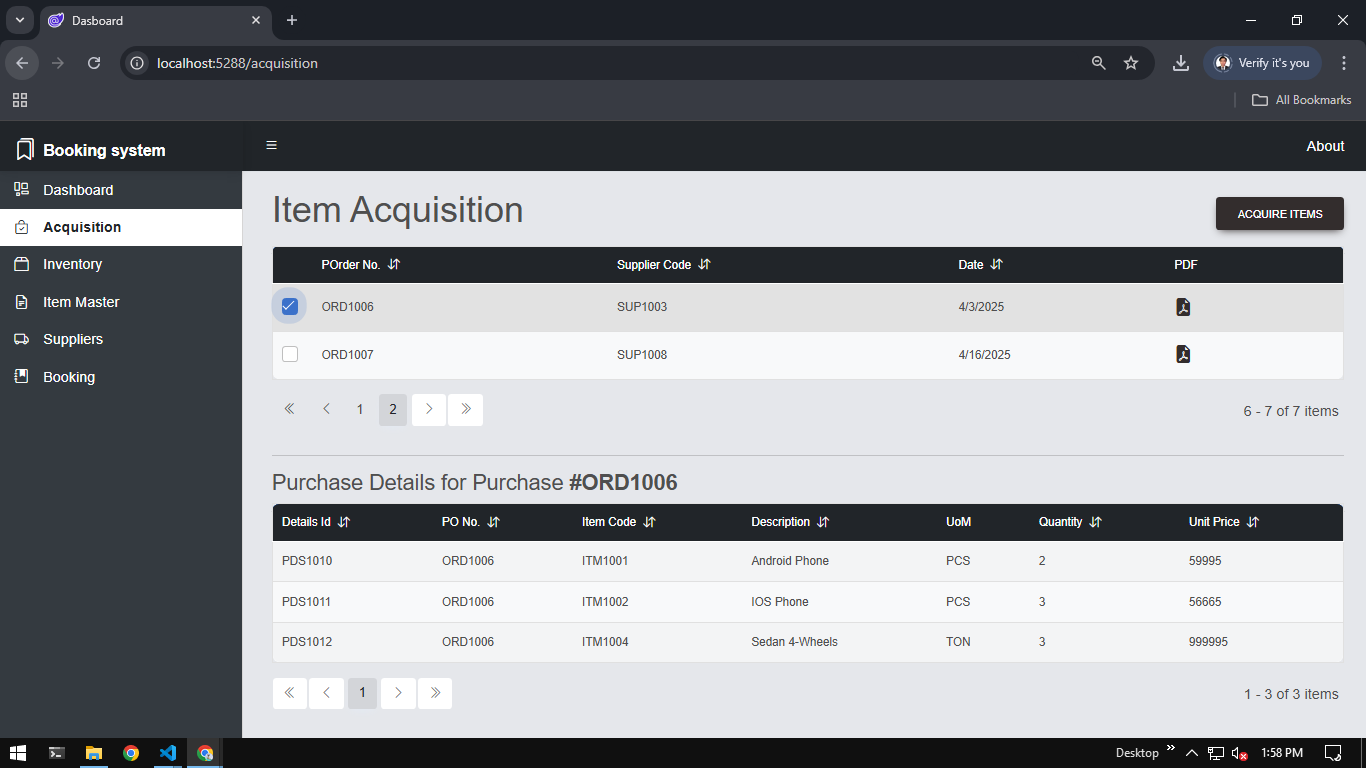 Dasboard
localhost:5288/acquisition
Verify it's you
All Bookmarks
Booking system
About
Dashboard
Acquisition
Inventory
Item Master
Suppliers
Booking
Item Acquisition
ACQUIRE ITEMS
POrder No. Supplier Code Date PDF
ORD1006 SUP1003 4/3/2025
ORD1007 SUP1008 4/16/2025
1 2
6 - 7 of 7 items
Purchase Details for Purchase #ORD1006
Details Id PO No. Item Code Description UoM Quantity Unit Price
PDS1010 ORD1006 ITM1001 Android Phone PCS 2 59995
PDS1011 ORD1006 ITM1002 IOS Phone PCS 3 56665
PDS1012 ORD1006 ITM1004 Sedan 4-Wheels TON 3 999995
1
1 - 3 of 3 items
Desktop
1:58 PM